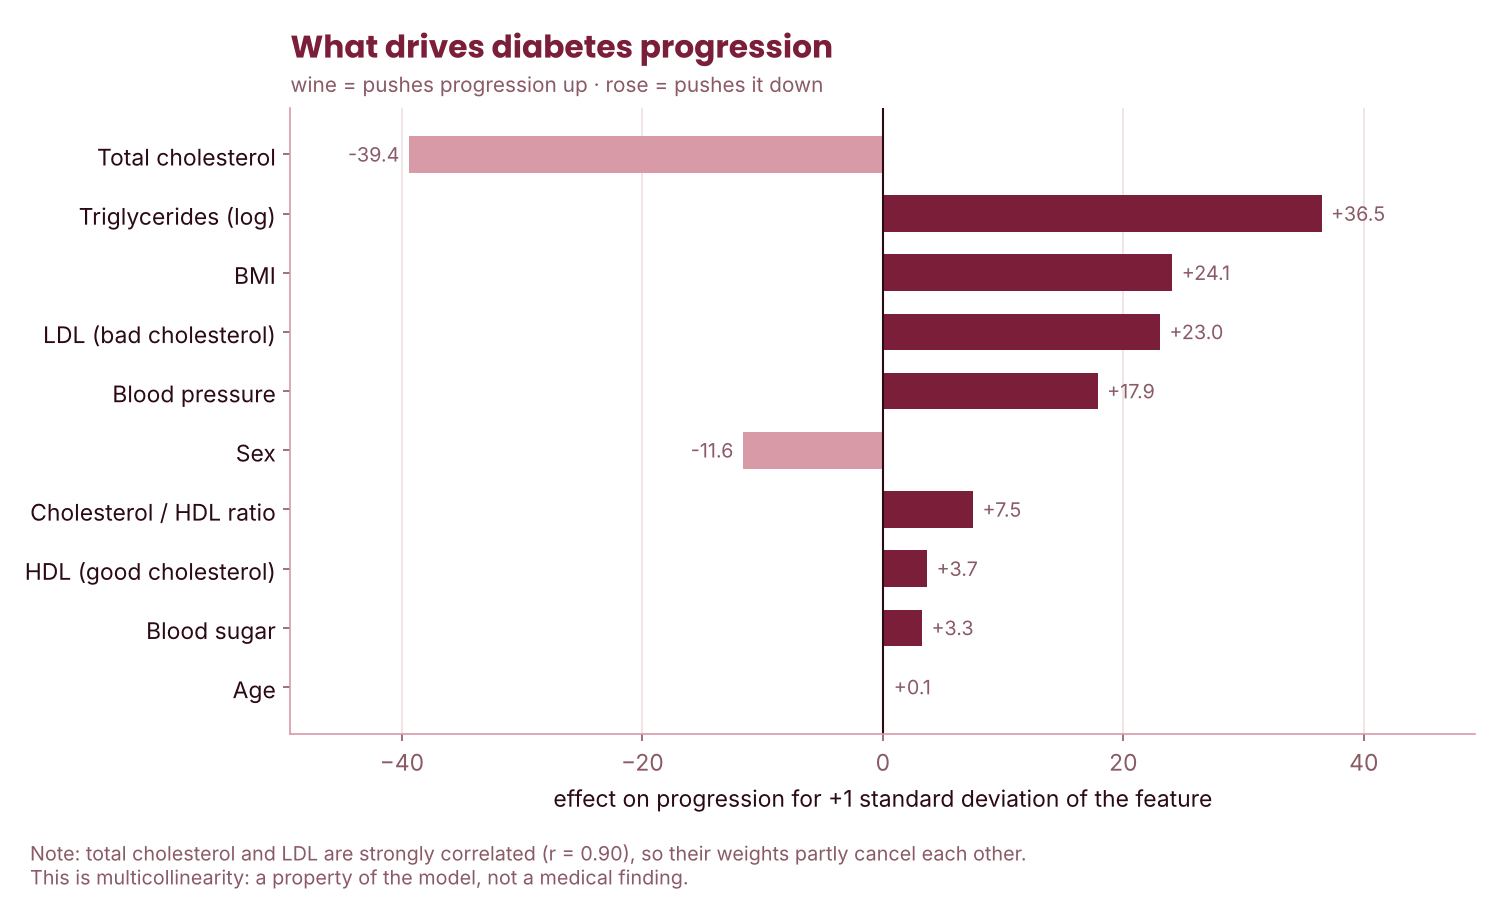 What drives diabetes progression
wine = pushes progression up · rose = pushes it down
Total cholesterol
-39.4
Triglycerides (log)
+36.5
BMI
+24.1
LDL (bad cholesterol)
+23.0
Blood pressure
+17.9
Sex
-11.6
Cholesterol / HDL ratio
+7.5
HDL (good cholesterol)
+3.7
Blood sugar
+3.3
Age
+0.1
−40 −20 0 20 40
effect on progression for +1 standard deviation of the feature
Note: total cholesterol and LDL are strongly correlated (r = 0.90), so their weights partly cancel each other.
This is multicollinearity: a property of the model, not a medical finding.